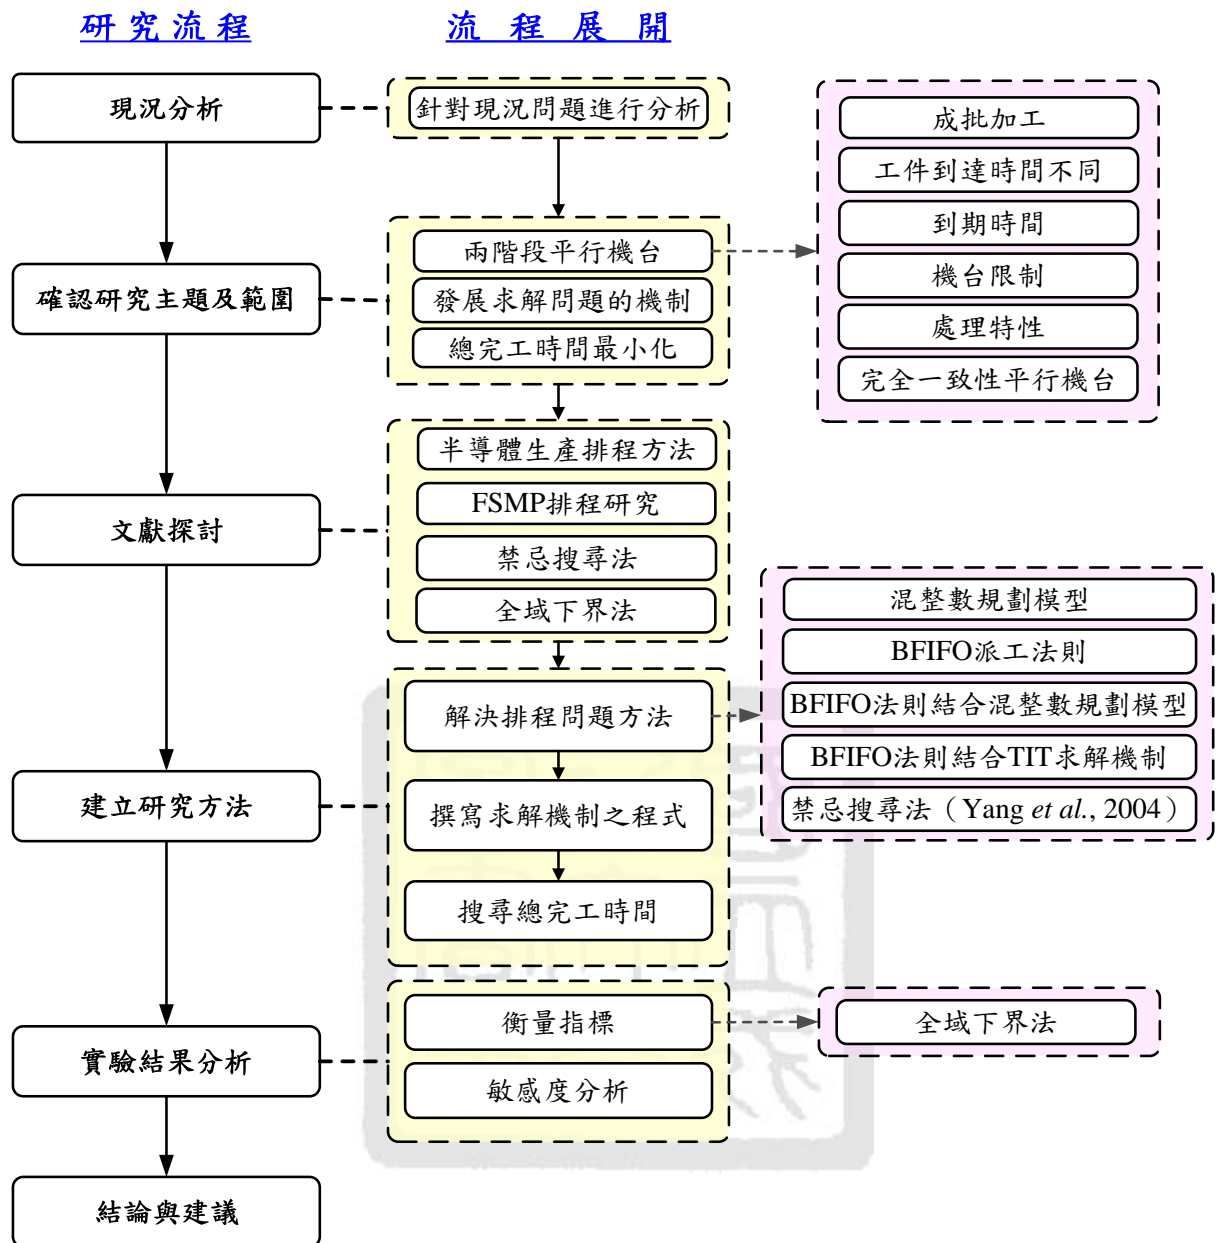 研究流程
流程展開
現況分析
針對現況問題進行分析
成批加工
工件到達時間不同
到期時間
機台限制
處理特性
完全一致性平行機台
確認研究主題及範圍
兩階段平行機台
發展求解問題的機制
總完工時間最小化
文獻探討
半導體生產排程方法
FSMP排程研究
禁忌搜尋法
全域下界法
建立研究方法
解決排程問題方法
撰寫求解機制之程式
搜尋總完工時間
混整數規劃模型
BFIFO派工法則
BFIFO法則結合混整數規劃模型
BFIFO法則結合TIT求解機制
禁忌搜尋法（Yang et al., 2004）
實驗結果分析
衡量指標
敏感度分析
全域下界法
結論與建議